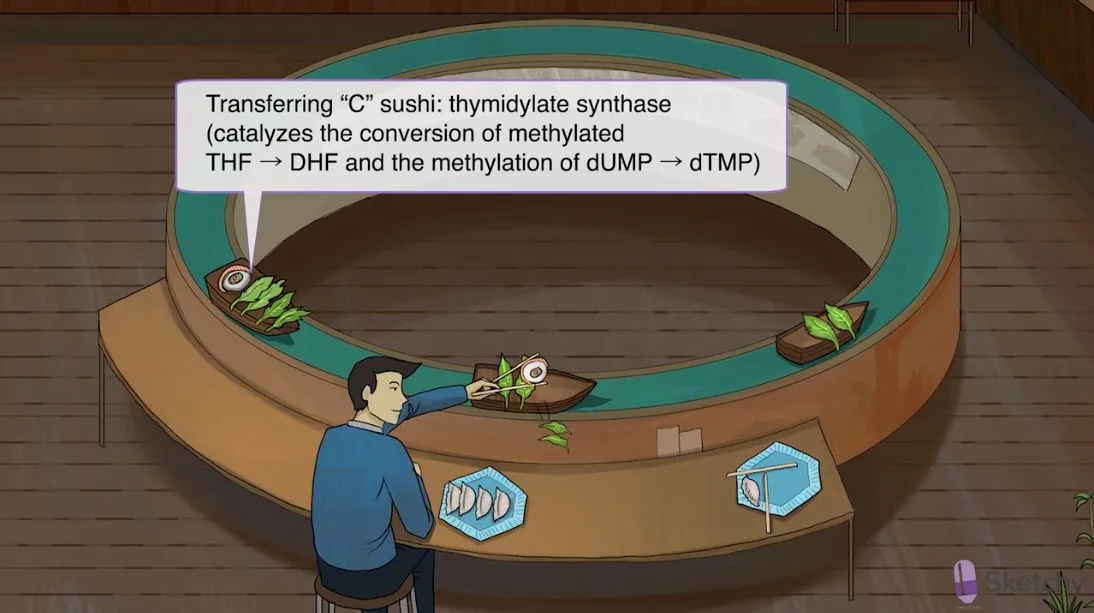 Transferring “C” sushi: thymidylate synthase
(catalyzes the conversion of methylated
THF → DHF and the methylation of dUMP → dTMP)
Sketchy